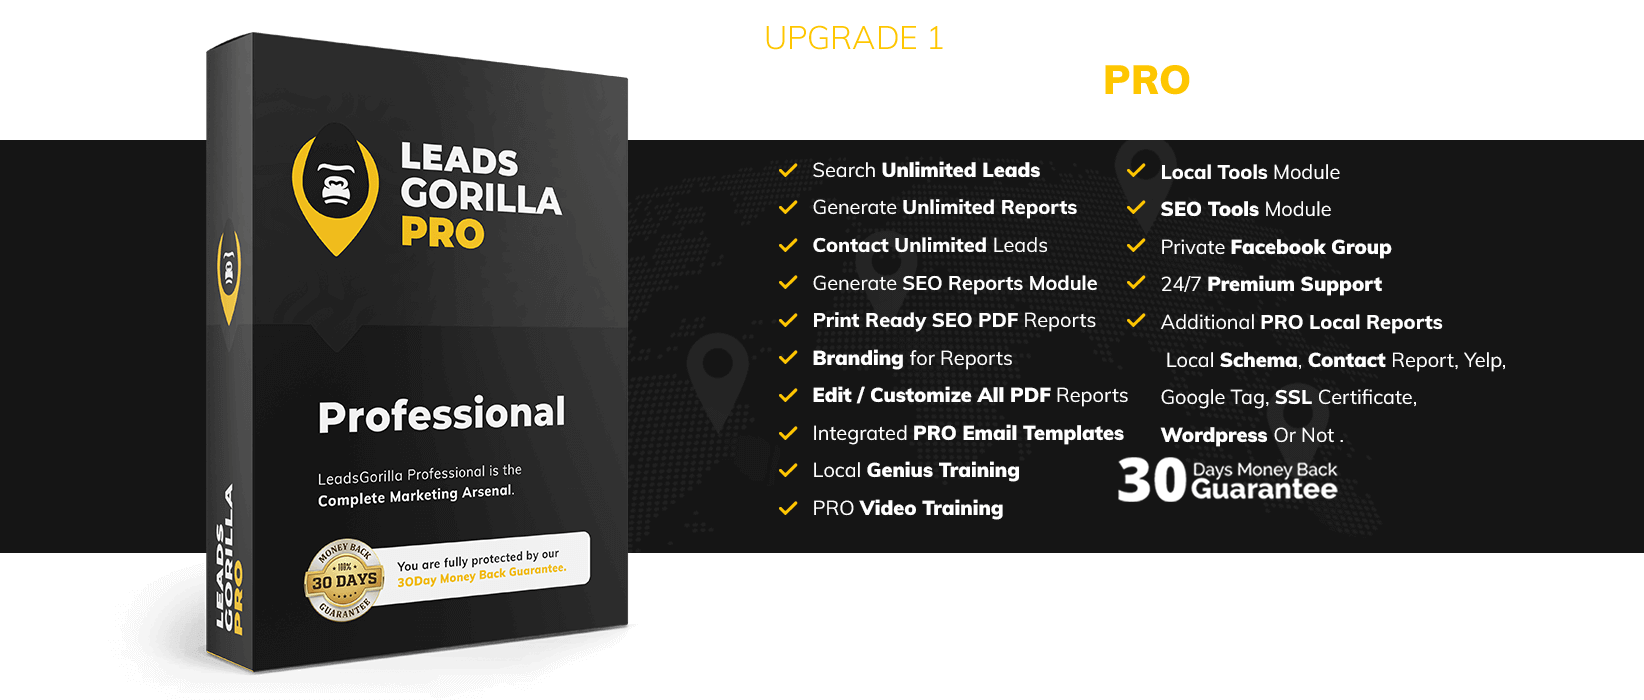 UPGRADE 1
PRO
LEADS
GORILLA
PRO
Professional
LeadsGorilla Professional is the
Complete Marketing Arsenal.
MONEY BACK
100%
30 DAYS
GUARANTEE
You are fully protected by our
30Day Money Back Guarantee.
LEADS
GORILLA
PRO
Search Unlimited Leads
Generate Unlimited Reports
Contact Unlimited Leads
Generate SEO Reports Module
Print Ready SEO PDF Reports
Branding for Reports
Edit / Customize All PDF Reports
Integrated PRO Email Templates
Local Genius Training
PRO Video Training
Local Tools Module
SEO Tools Module
Private Facebook Group
24/7 Premium Support
Additional PRO Local Reports
Local Schema, Contact Report, Yelp,
Google Tag, SSL Certificate,
Wordpress Or Not .
30 Days Money Back
Guarantee